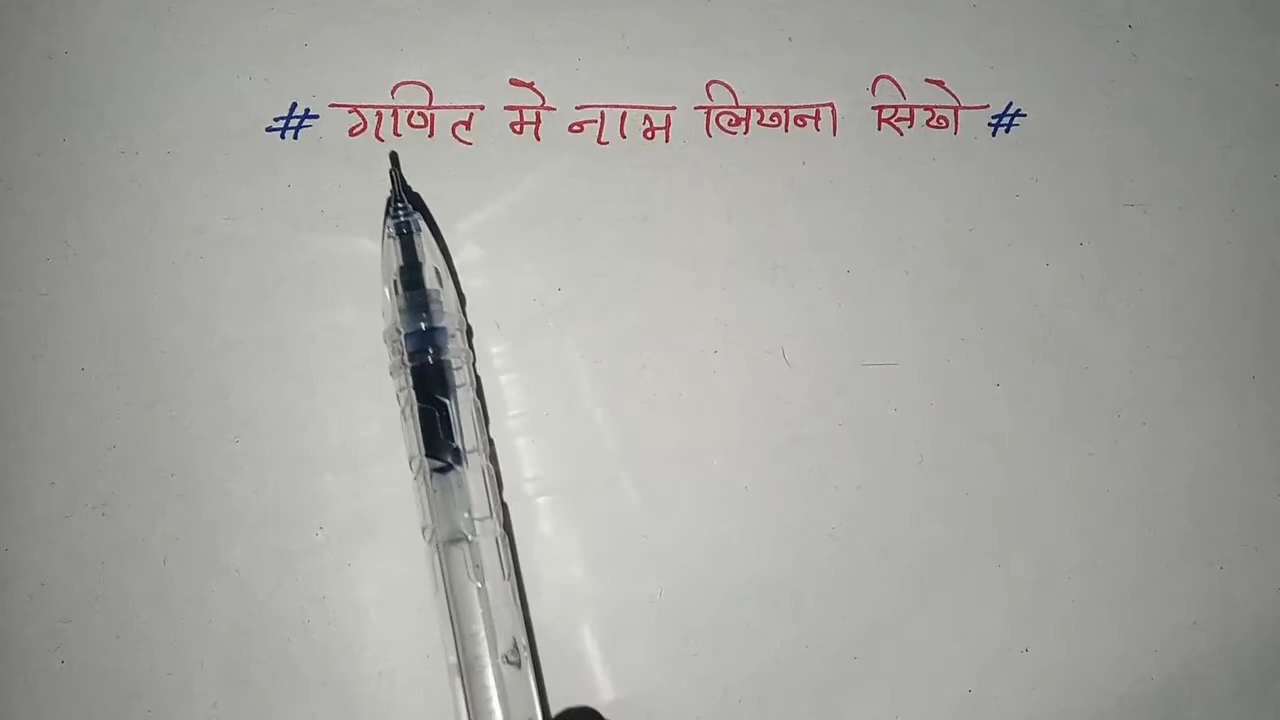 # गणित मे नाम लिखना सिखे #